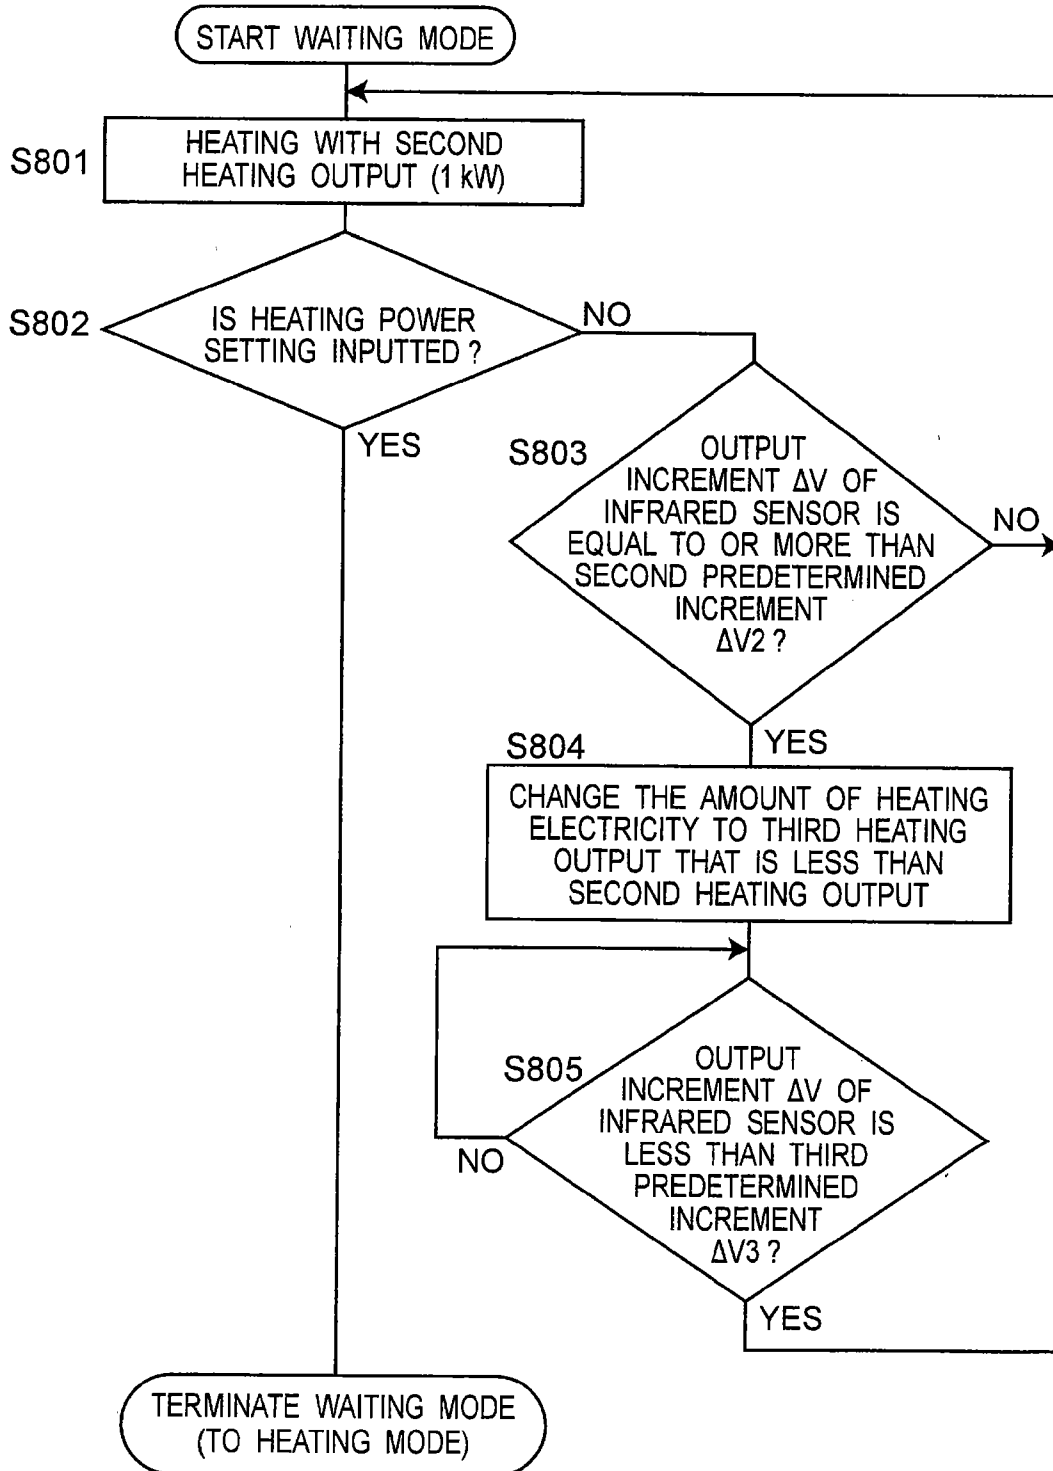 START WAITING MODE
S801
HEATING WITH SECOND
HEATING OUTPUT (1 kW)
S802
IS HEATING POWER
SETTING INPUTTED ?
NO
YES
S803
OUTPUT
INCREMENT ΔV OF
INFRARED SENSOR IS
EQUAL TO OR MORE THAN
SECOND PREDETERMINED
INCREMENT
ΔV2 ?
NO
YES
S804
CHANGE THE AMOUNT OF HEATING
ELECTRICITY TO THIRD HEATING
OUTPUT THAT IS LESS THAN
SECOND HEATING OUTPUT
S805
OUTPUT
INCREMENT ΔV OF
INFRARED SENSOR IS
LESS THAN THIRD
PREDETERMINED
INCREMENT
ΔV3 ?
NO
YES
TERMINATE WAITING MODE
(TO HEATING MODE)